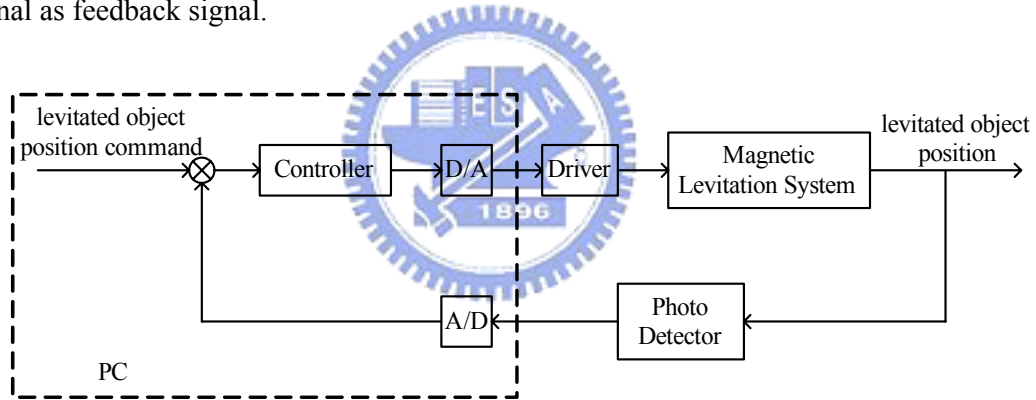 nal as feedback signal.
levitated object
position command
Controller
D/A
Driver
Magnetic
Levitation System
levitated object
position
E S A
1896
A/D
Photo
Detector
PC